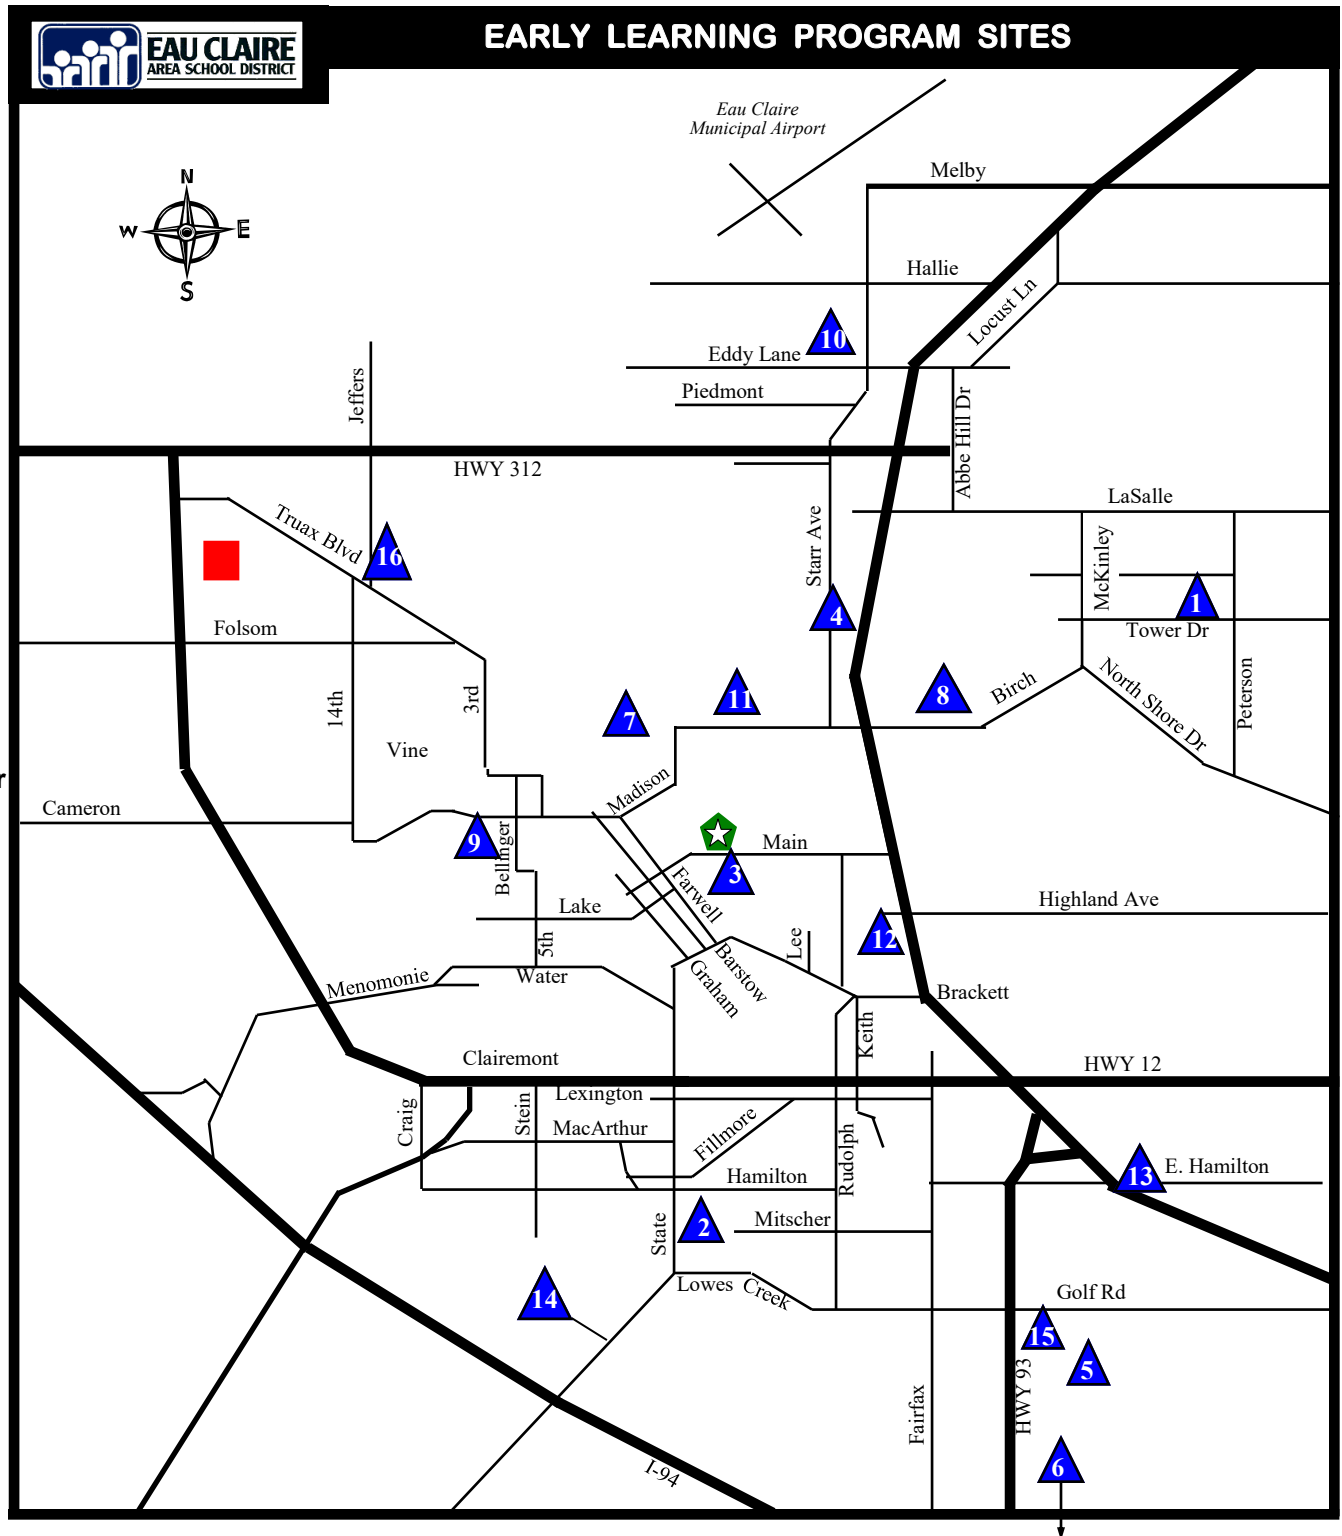 EAU CLAIRE
AREA SCHOOL DISTRICT
EARLY LEARNING PROGRAM SITES
Eau Claire
Municipal Airport
N
W
E
S
Melby
Hallie
Locust Ln
10
Eddy Lane
Piedmont
Jeffers
Abbe Hill Dr
HWY 312
LaSalle
Truax Blvd
16
Starr Ave
McKinley
1
4
Folsom
Tower Dr
14th
3rd
7
11
8
Birch
North Shore Dr
Peterson
Vine
r
Cameron
Madison
9
Bellinger
Main
3
Farwell
Lake
Highland Ave
12
Lee
5th
Water
Menomonie
Barstow
Graham
Brackett
Keith
Clairemont
HWY 12
Lexington
Craig
Stein
MacArthur
Fillmore
Rudolph
Hamilton
13
E. Hamilton
State
2
Mitscher
Lowes Creek
14
Golf Rd
15
5
HWY 93
Fairfax
I-94
6